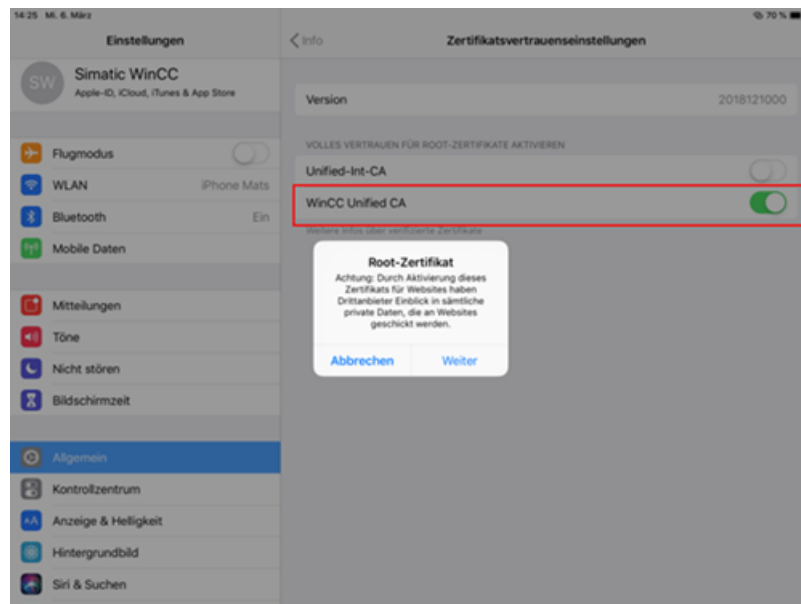 14:25 Mi. 6. März
70 %
Einstellungen
SW
Simatic WinCC
Apple-ID, iCloud, iTunes & App Store
Flugmodus
WLAN iPhone Mats
Bluetooth Ein
Mobile Daten
Mitteilungen
Töne
Nicht stören
Bildschirmzeit
Allgemein
Kontrollzentrum
AA Anzeige & Helligkeit
Hintergrundbild
Siri & Suchen
Info
Zertifikatsvertrauenseinstellungen
Version 2018121000
VOLLES VERTRAUEN FÜR ROOT-ZERTIFIKATE AKTIVIEREN
Unified-Int-CA
WinCC Unified CA
Weitere Infos über verifizierte Zertifikate
Root-Zertifikat
Achtung: Durch Aktivierung dieses
Zertifikats für Websites haben
Drittanbieter Einblick in sämtliche
private Daten, die an Websites
geschickt werden.
Abbrechen Weiter